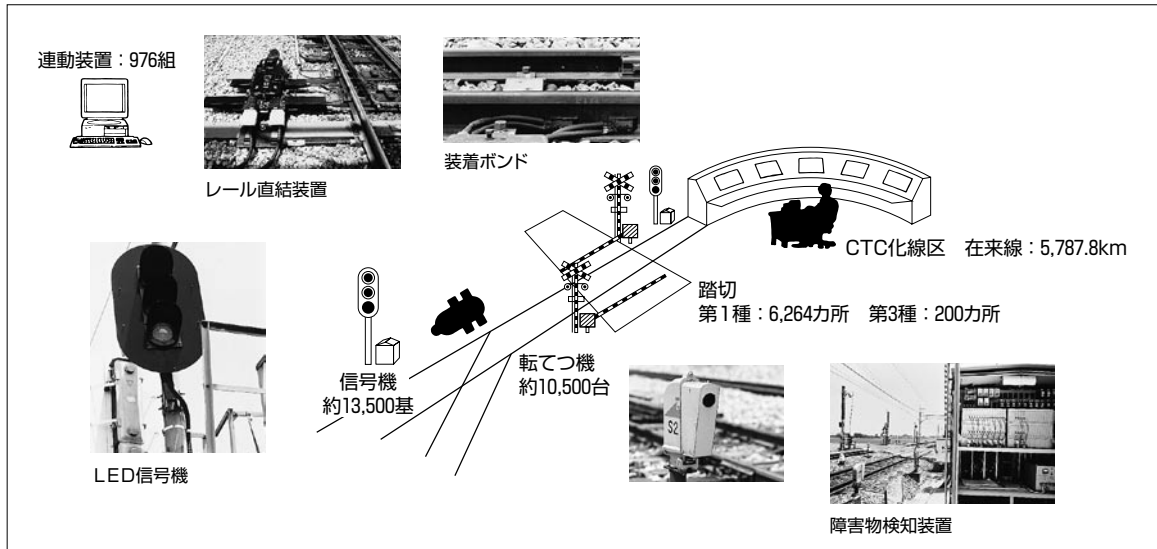 連動装置：976組
レール直結装置
装着ボンド
CTC化線区　在来線：5,787.8km
踏切
第1種：6,264カ所　第3種：200カ所
転てつ機
約10,500台
信号機
約13,500基
S2
LED信号機
障害物検知装置